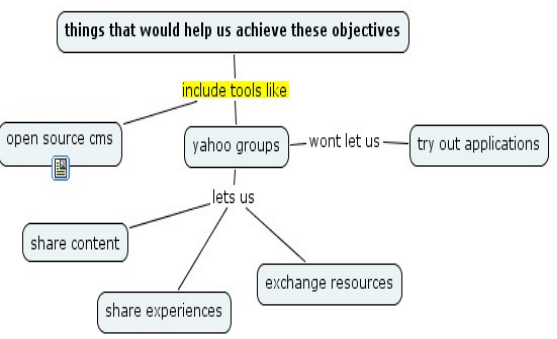 things that would help us achieve these objectives
include tools like
open source cms
yahoo groups
wont let us
try out applications
lets us
share content
exchange resources
share experiences